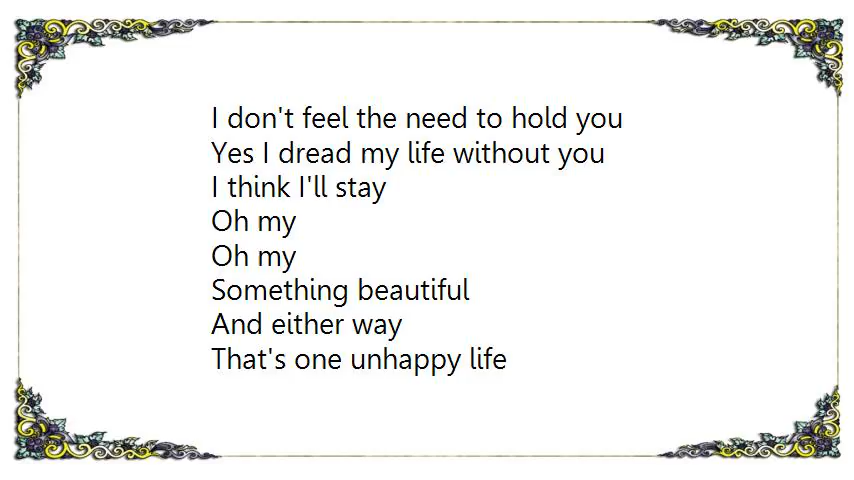 I don't feel the need to hold you
Yes I dread my life without you
I think I'll stay
Oh my
Oh my
Something beautiful
And either way
That's one unhappy life